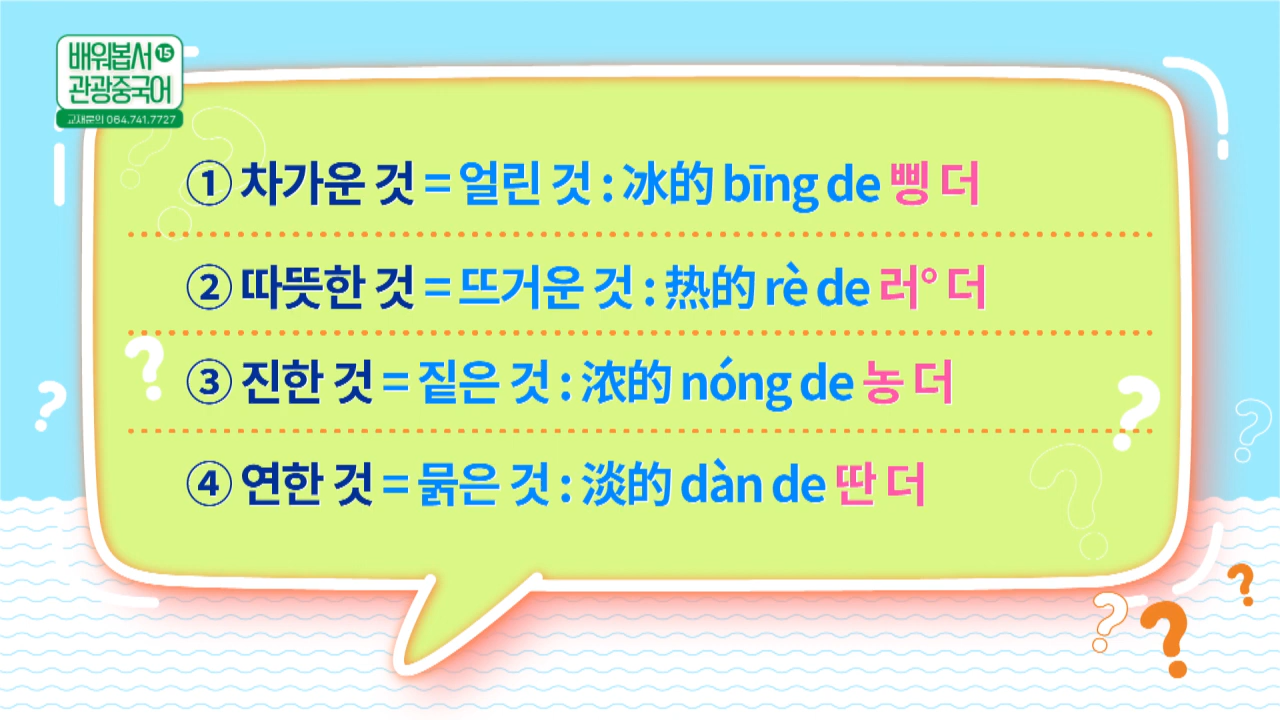 배워봅서 15
관광중국어
교재문의 064.741.7727
① 차가운 것 = 얼린 것 : 冰的 bīng de 삥 더
② 따뜻한 것 = 뜨거운 것 : 热的 rè de 러° 더
③ 진한 것 = 짙은 것 : 浓的 nóng de 농 더
④ 연한 것 = 묽은 것 : 淡的 dàn de 딴 더